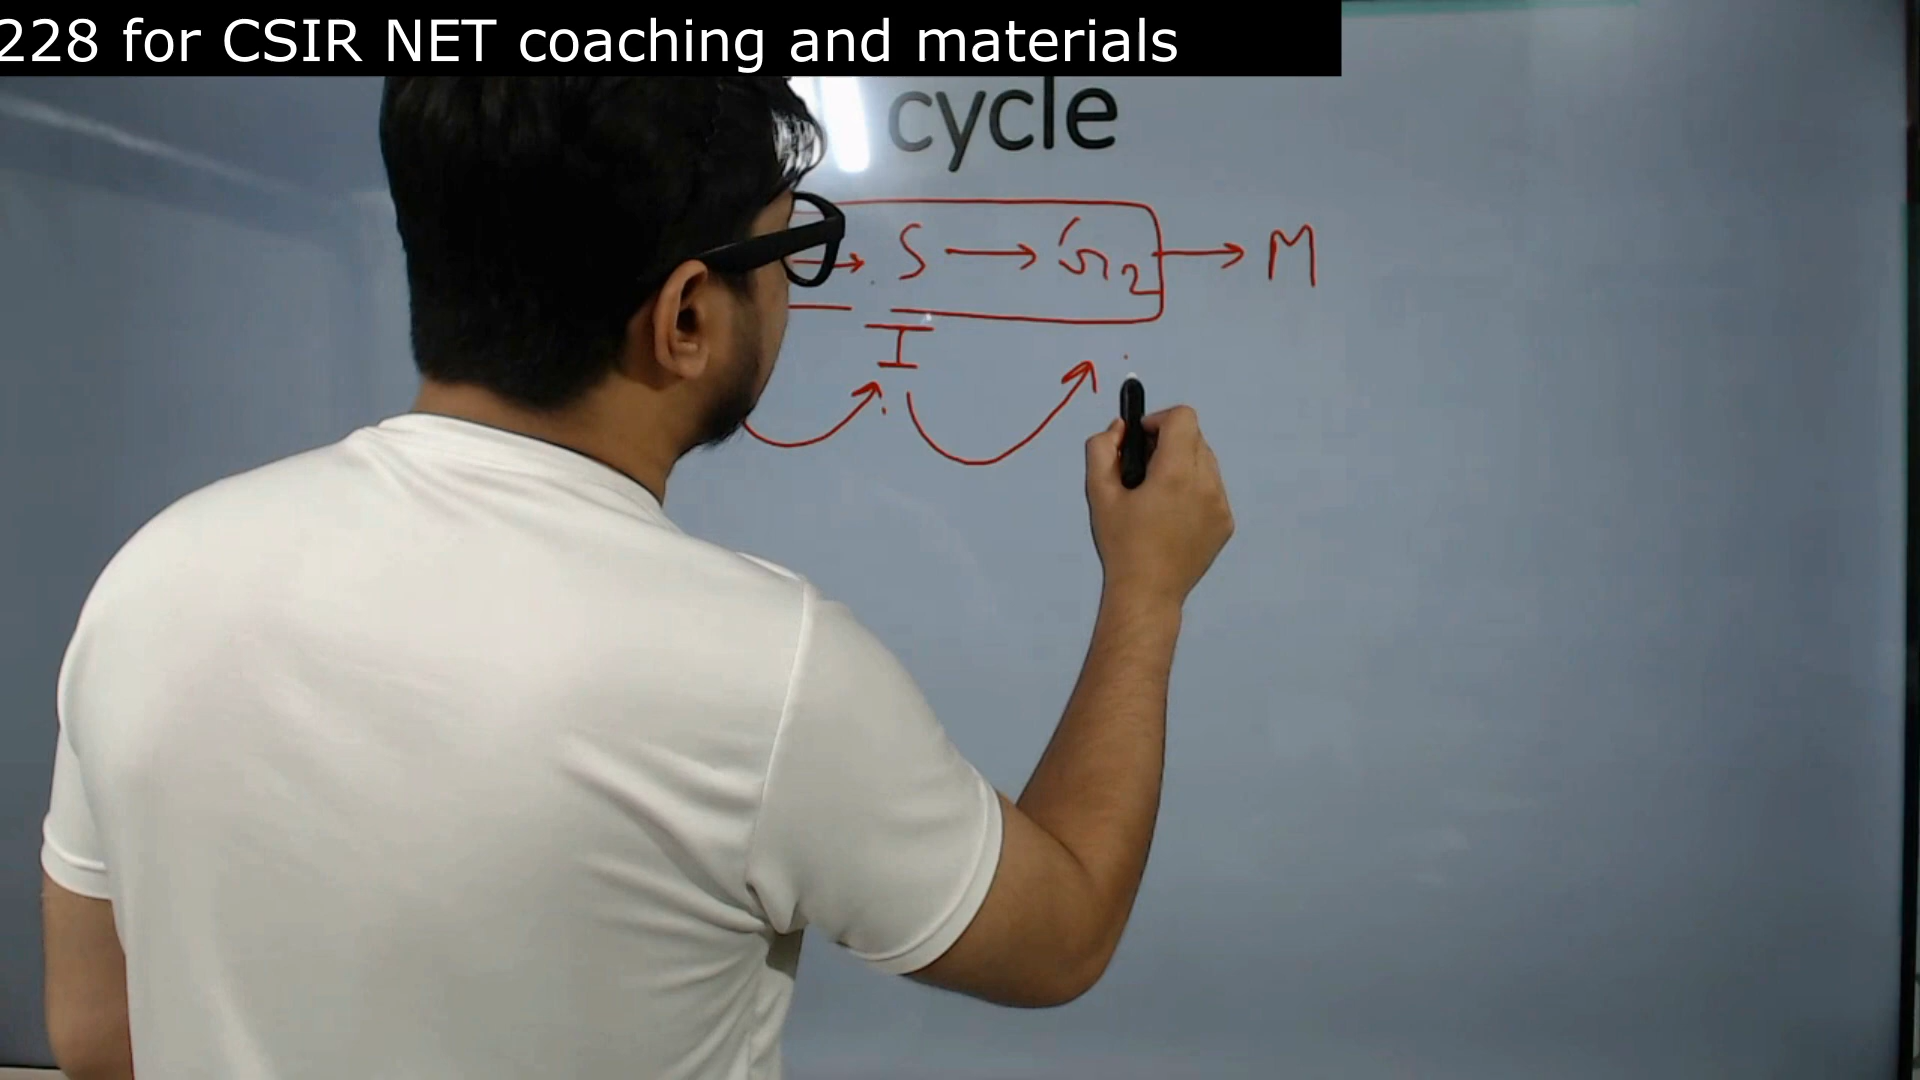 228 for CSIR NET coaching and materials
cycle
→ S → G2 → M
I